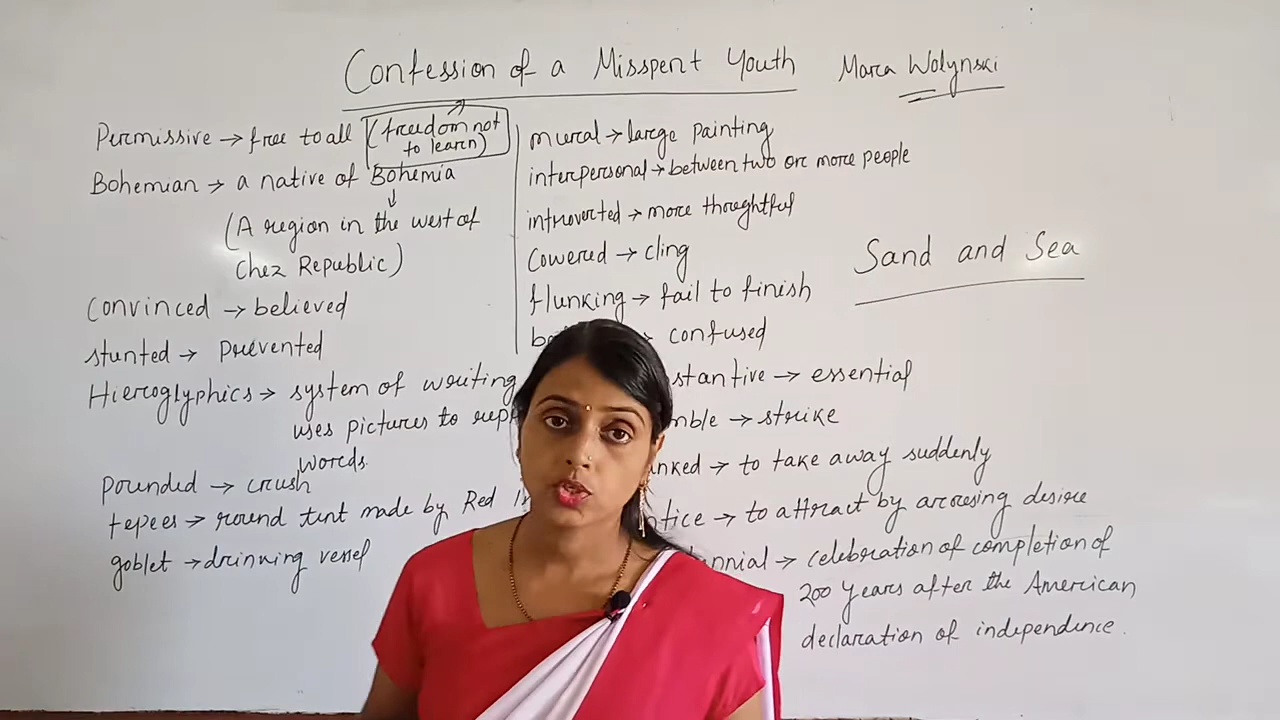 Confession of a Misspent Youth
Mara Wolynski
Permissive → free to all (freedom not
to learn)
Bohemian → a native of Bohemia
(A region in the west of
Chez Republic)
Convinced → believed
stunted → prevented
Hieroglyphics → system of writing
uses pictures to
words.
pounded → crush
tepees → round tent made by Red
goblet → drinking vessel
mural → large painting
interpersonal → between two or more people
introverted → more thoughtful
Cowered → cling
flunking → fail to finish
→ confused
stantive → essential
mble → strike
nked → to take away suddenly
tice → to attract by arousing desire
nnial → celebration of completion of
200 years after the American
declaration of independence.
Sand and Sea